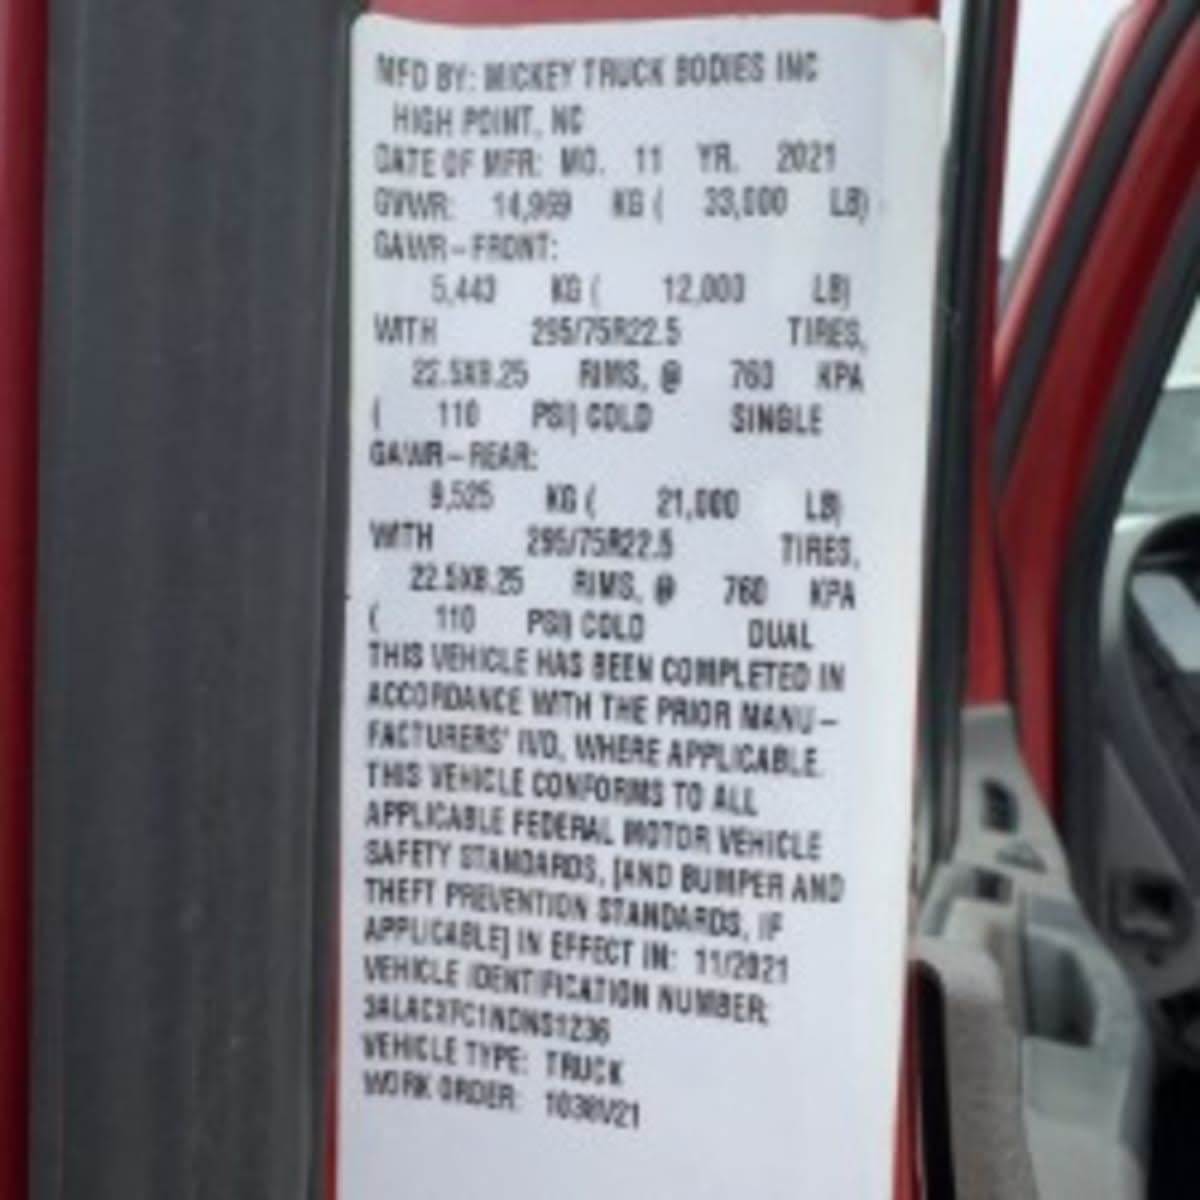 MFD BY: MICKEY TRUCK BODIES INC
HIGH POINT, NC
DATE OF MFR: MO. 11 YR. 2021
GVWR: 14,969 KG ( 33,000 LB)
GAWR-FRONT:
5,443 KG ( 12,000 LB)
WITH 295/75R22.5 TIRES,
22.5X8.25 RIMS, @ 760 KPA
( 110 PSI) COLD SINGLE
GAWR-REAR:
9,525 KG ( 21,000 LB)
WITH 295/75R22.5 TIRES,
22.5X8.25 RIMS, @ 760 KPA
( 110 PSI) COLD DUAL
THIS VEHICLE HAS BEEN COMPLETED IN
ACCORDANCE WITH THE PRIOR MANU-
FACTURERS' IVD, WHERE APPLICABLE.
THIS VEHICLE CONFORMS TO ALL
APPLICABLE FEDERAL MOTOR VEHICLE
SAFETY STANDARDS, [AND BUMPER AND
THEFT PREVENTION STANDARDS, IF
APPLICABLE] IN EFFECT IN: 11/2021
VEHICLE IDENTIFICATION NUMBER:
VEHICLE TYPE: TRUCK
WORK ORDER: